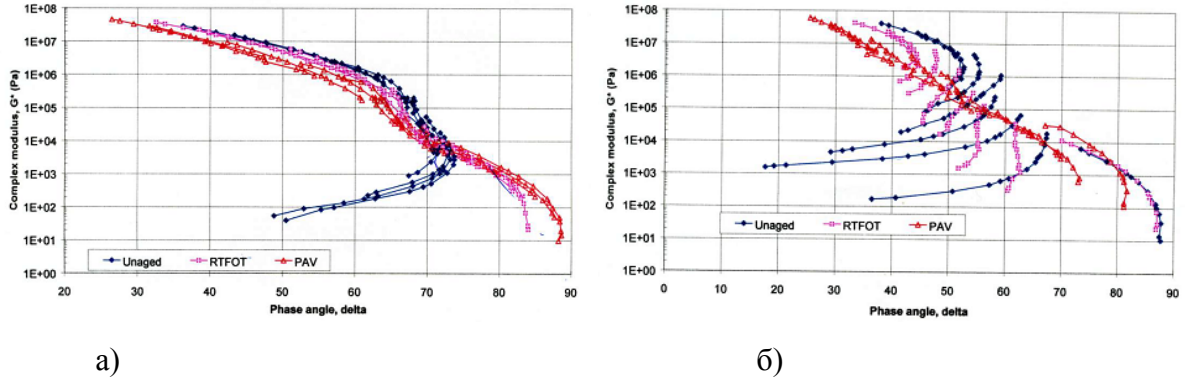 Complex modulus, G* (Pa)
1E+08
1E+07
1E+06
1E+05
1E+04
1E+03
1E+02
1E+01
1E+00
Unaged RTFOT PAV
20 30 40 50 60 70 80 90
Phase angle, delta
Complex modulus, G* (Pa)
1E+08
1E+07
1E+06
1E+05
1E+04
1E+03
1E+02
1E+01
1E+00
Unaged RTFOT PAV
0 10 20 30 40 50 60 70 80 90
Phase angle, delta
а) б)